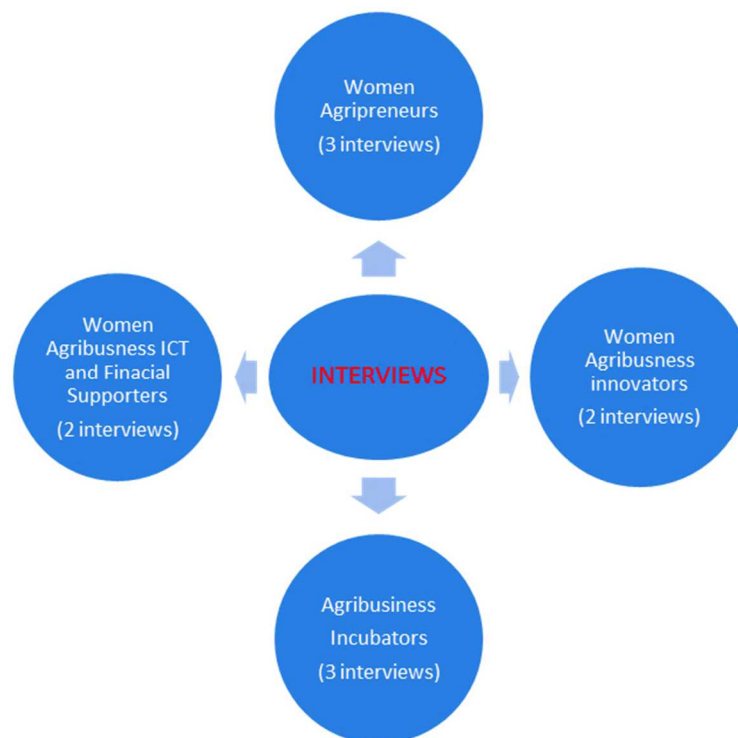 Women
Agripreneurs
(3 interviews)
Women
Agribusness ICT
and Finacial
Supporters
(2 interviews)
INTERVIEWS
Women
Agribusness
innovators
(2 interviews)
Agribusiness
Incubators
(3 interviews)